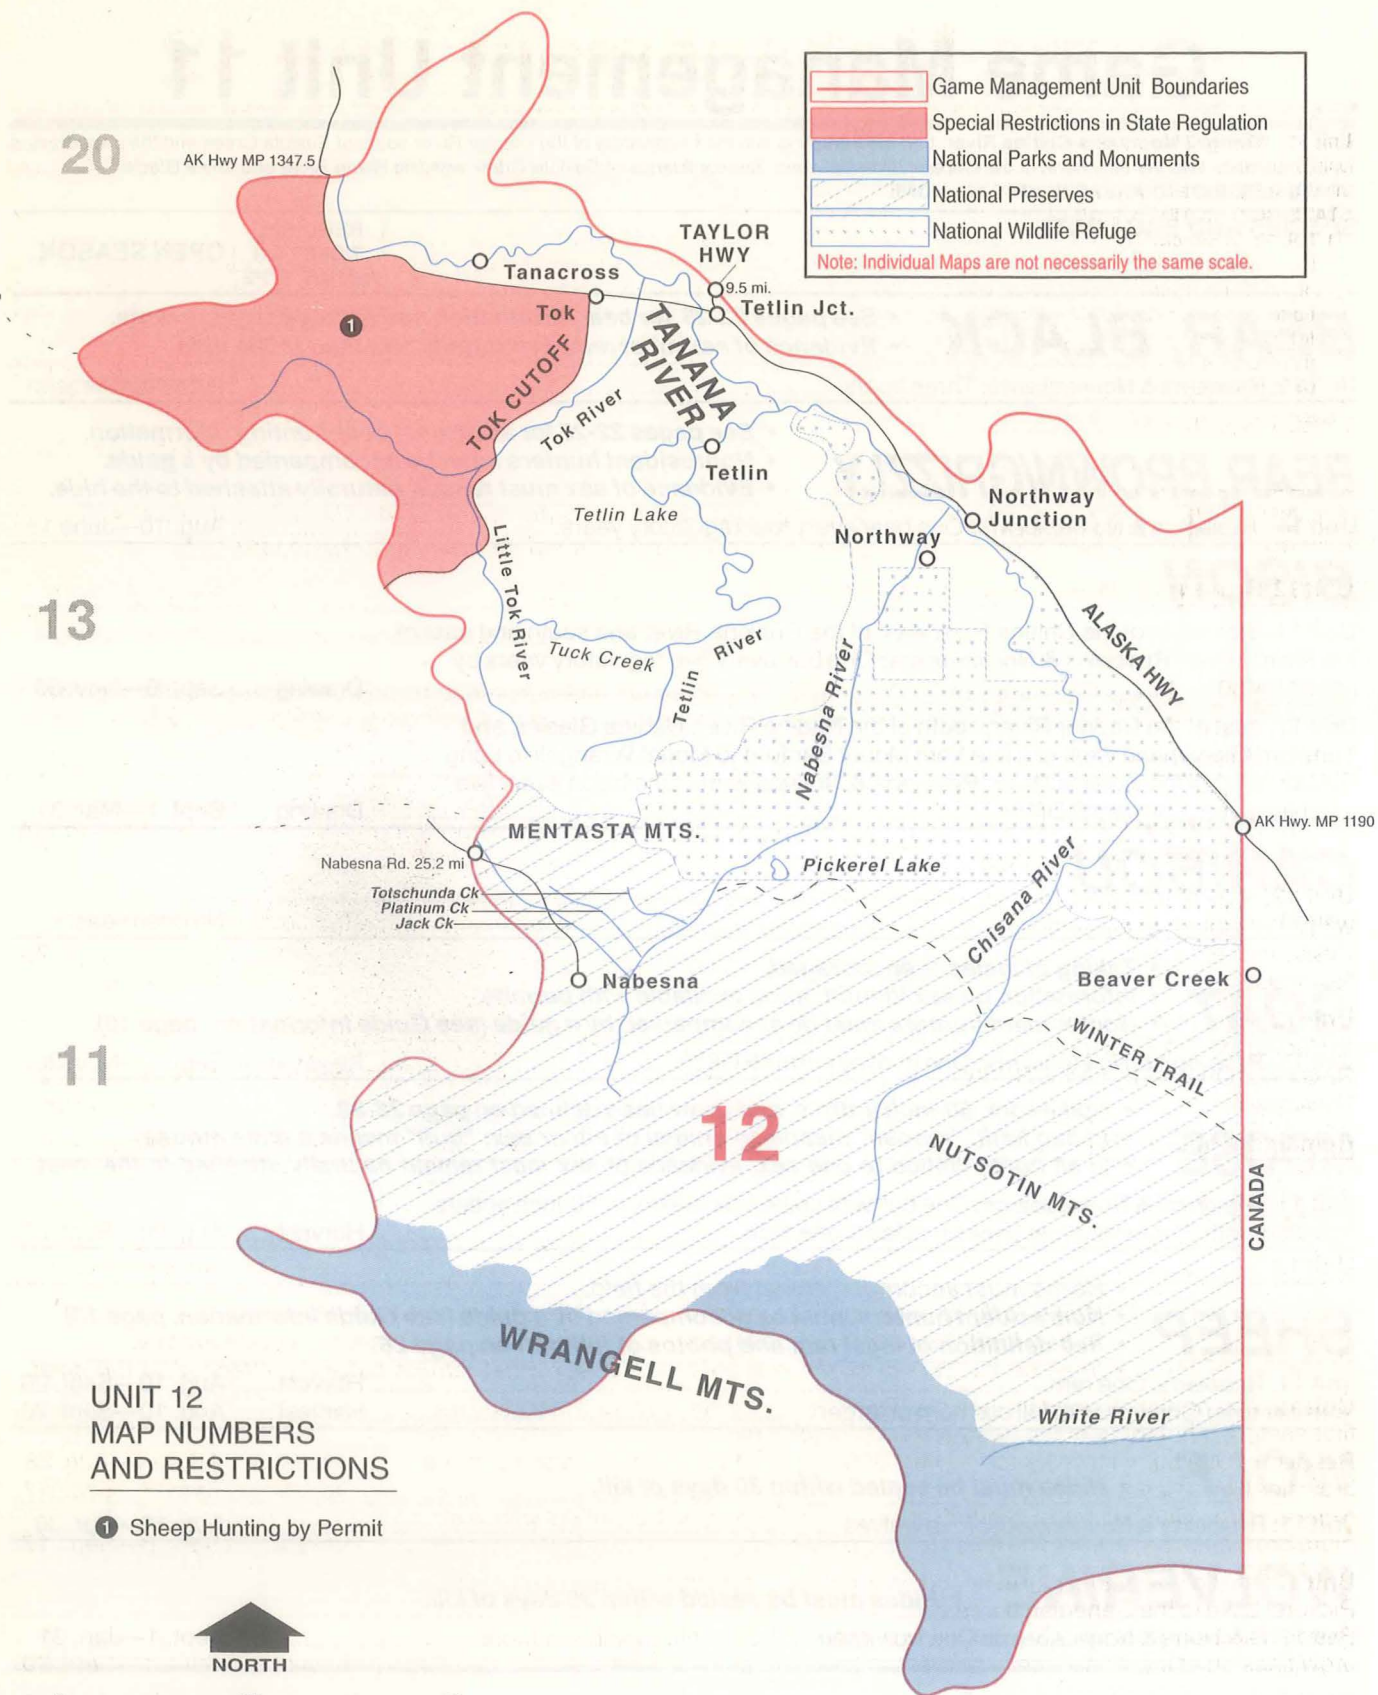 Game Management Unit Boundaries
Special Restrictions in State Regulation
National Parks and Monuments
National Preserves
National Wildlife Refuge
Note: Individual Maps are not necessarily the same scale.
20
AK Hwy MP 1347.5
TAYLOR
HWY
9.5 mi.
Tanacross
Tok
Tetlin Jct.
1
TANANA
RIVER
TOK CUTOFF
Tok River
Tetlin
Tetlin Lake
Northway
Junction
Northway
13
Little Tok River
Tuck Creek
Tetlin River
Nabesna River
ALASKA HWY
MENTASTA MTS.
AK Hwy. MP 1190
Nabesna Rd. 25.2 mi
Pickerel Lake
Totschunda Ck
Platinum Ck
Jack Ck
Chisana River
Nabesna
Beaver Creek
11
WINTER TRAIL
12
NUTSOTIN MTS.
CANADA
WRANGELL MTS.
White River
UNIT 12
MAP NUMBERS
AND RESTRICTIONS
1 Sheep Hunting by Permit
NORTH